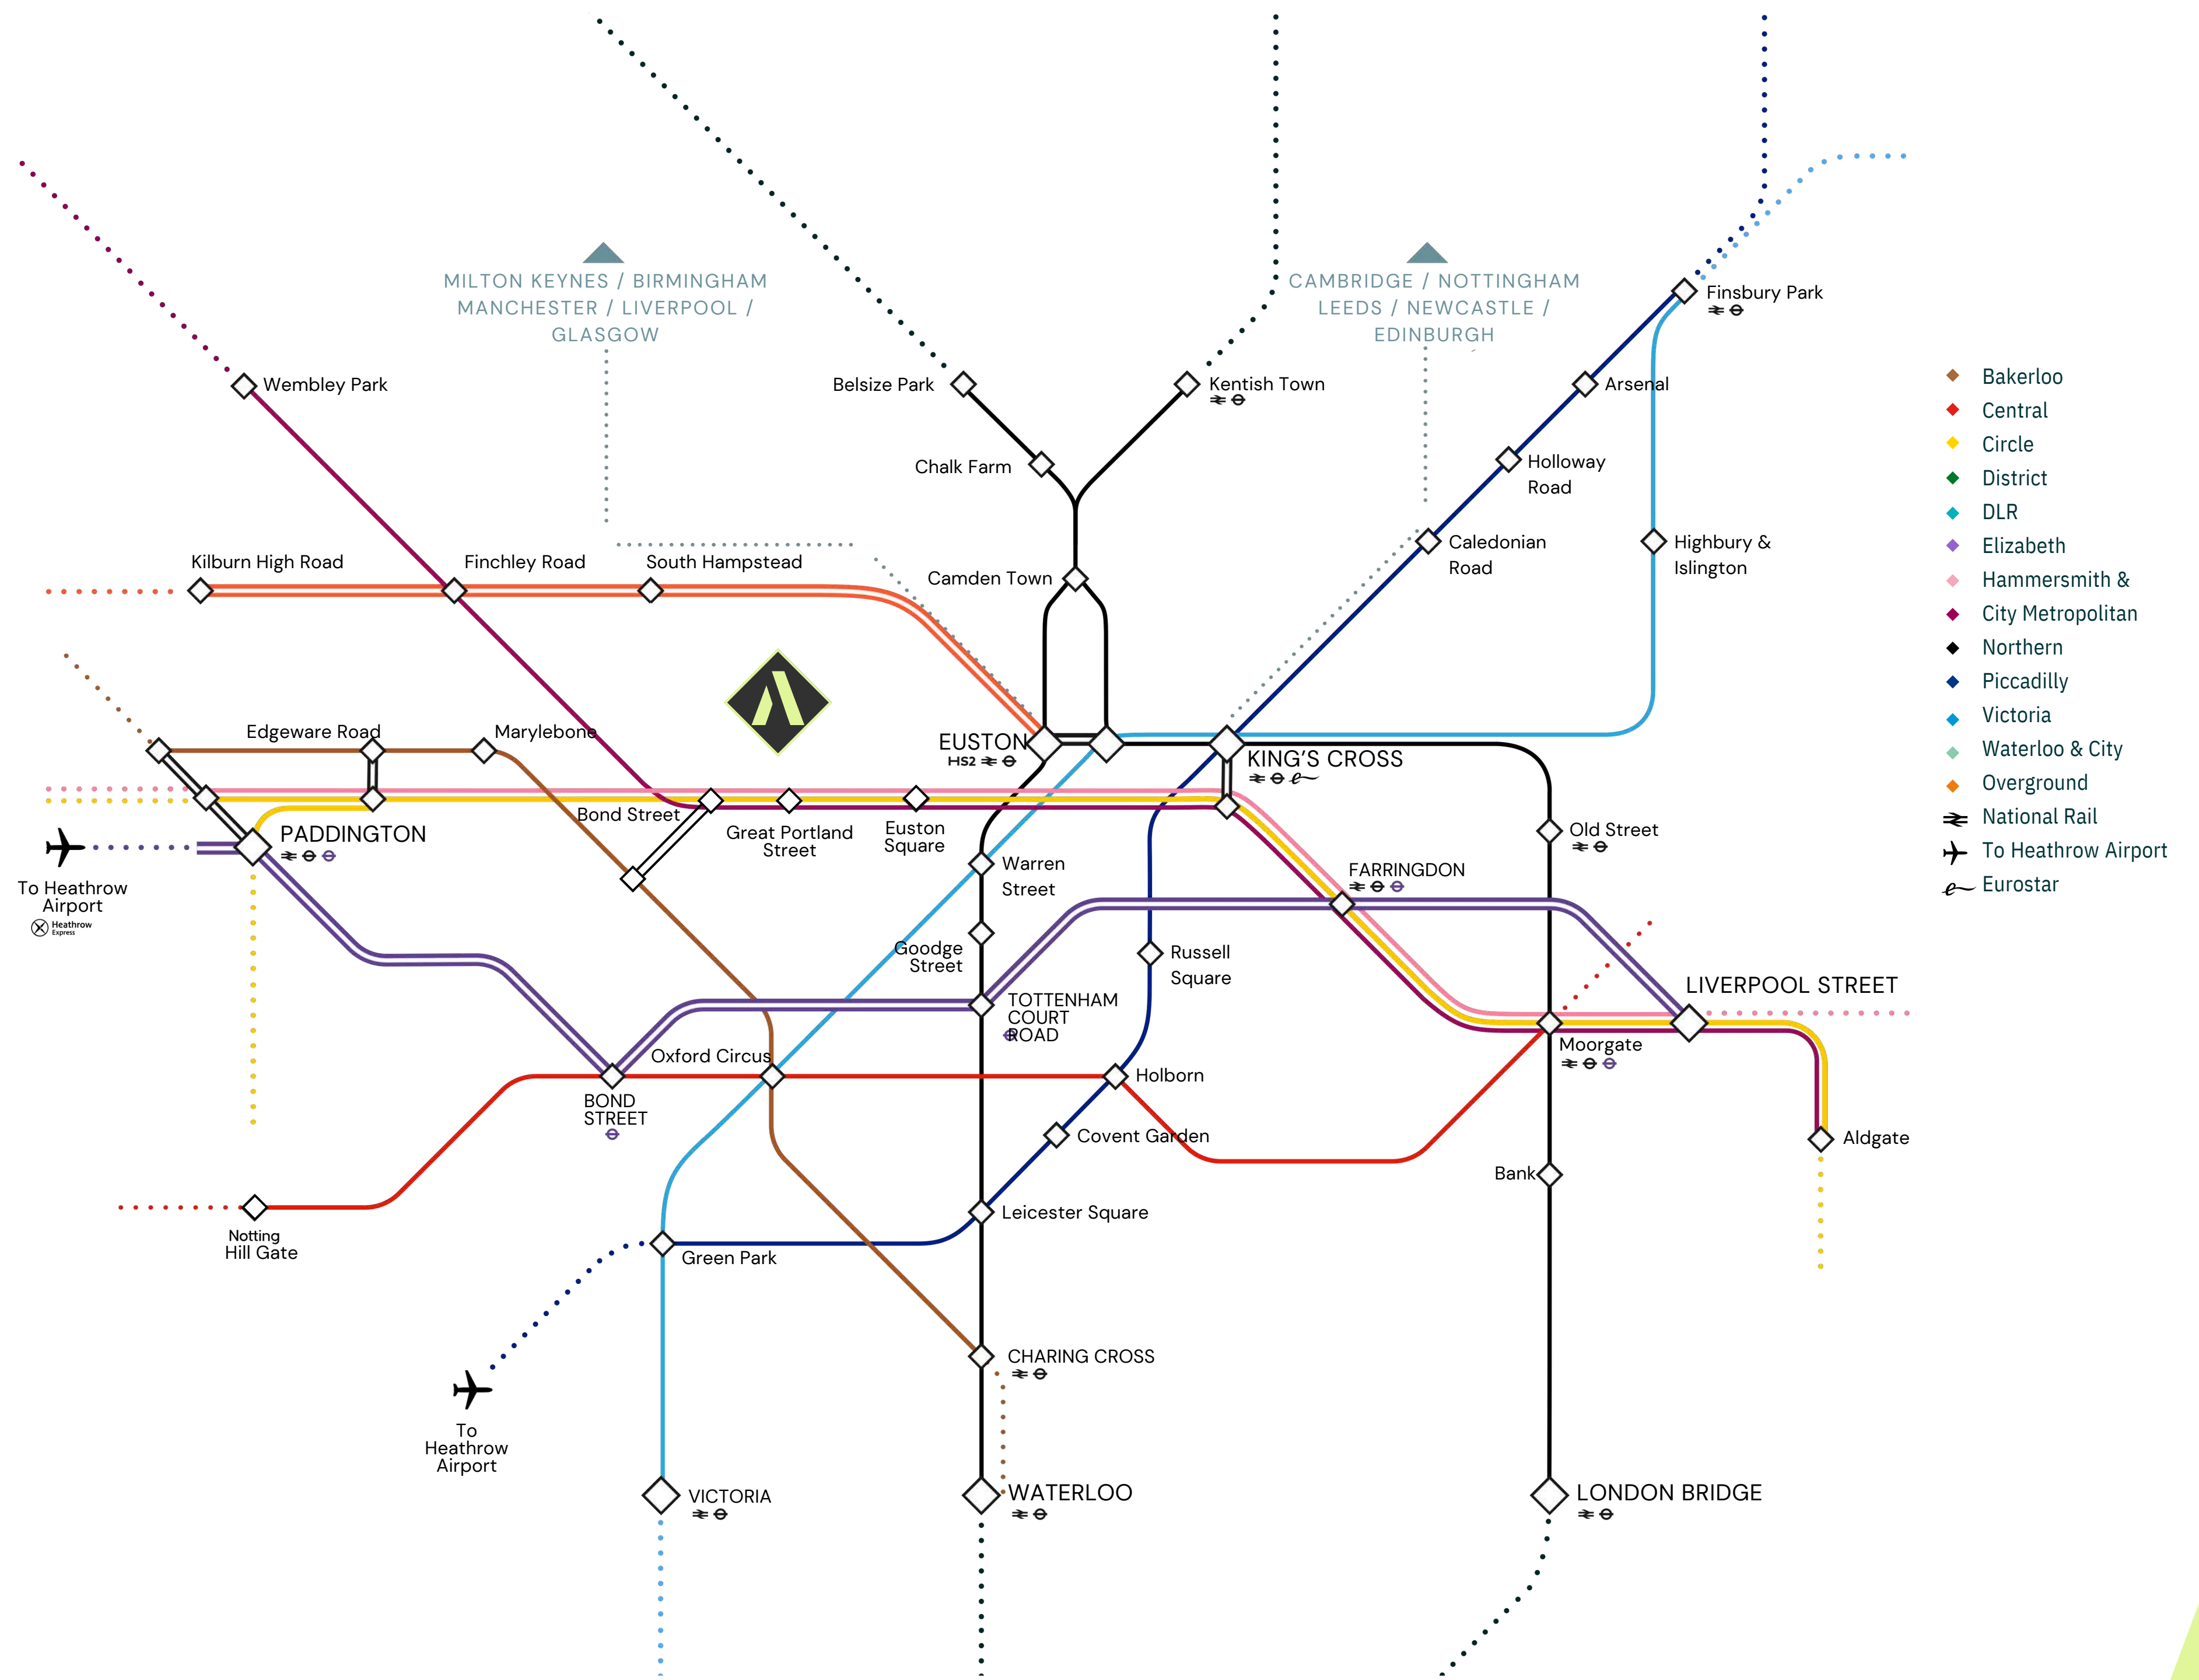 MILTON KEYNES / BIRMINGHAM
MANCHESTER / LIVERPOOL /
GLASGOW
CAMBRIDGE / NOTTINGHAM
LEEDS / NEWCASTLE /
EDINBURGH
Finsbury Park
Wembley Park
Belsize Park
Kentish Town
Arsenal
Chalk Farm
Holloway
Road
Kilburn High Road
Finchley Road
South Hampstead
Camden Town
Caledonian
Road
Highbury &
Islington
Edgeware Road
Marylebone
EUSTON
HS2
KING'S CROSS
Bond Street
Great Portland
Street
Euston
Square
PADDINGTON
Old Street
To Heathrow
Airport
Heathrow
Express
Warren
Street
FARRINGDON
Goodge
Street
Russell
Square
TOTTENHAM
COURT
ROAD
LIVERPOOL STREET
Moorgate
Oxford Circus
Holborn
BOND
STREET
Covent Garden
Aldgate
Bank
Notting
Hill Gate
Leicester Square
Green Park
CHARING CROSS
To
Heathrow
Airport
VICTORIA
WATERLOO
LONDON BRIDGE
Bakerloo
Central
Circle
District
DLR
Elizabeth
Hammersmith &
City Metropolitan
Northern
Piccadilly
Victoria
Waterloo & City
Overground
National Rail
To Heathrow Airport
Eurostar